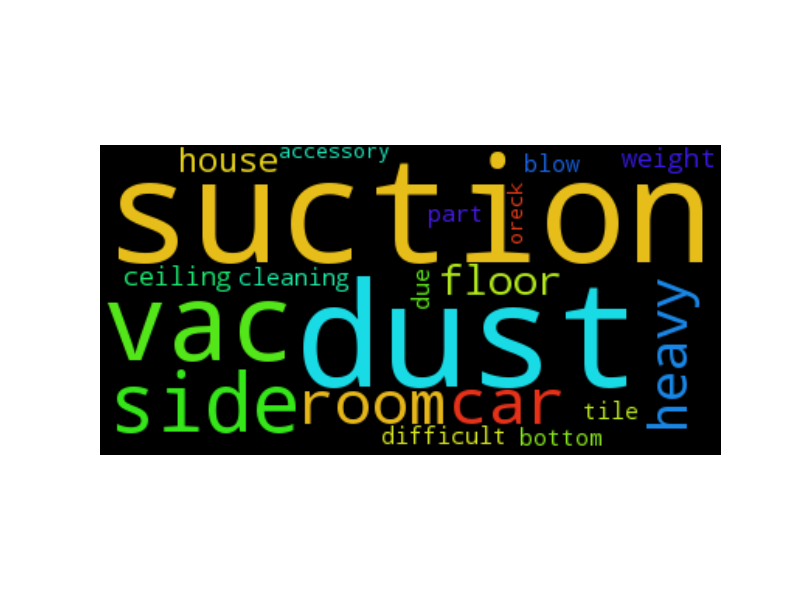 house accessory blow weight
suction
part oreck
ceiling cleaning due floor
vac dust heavy
side room car tile
difficult bottom